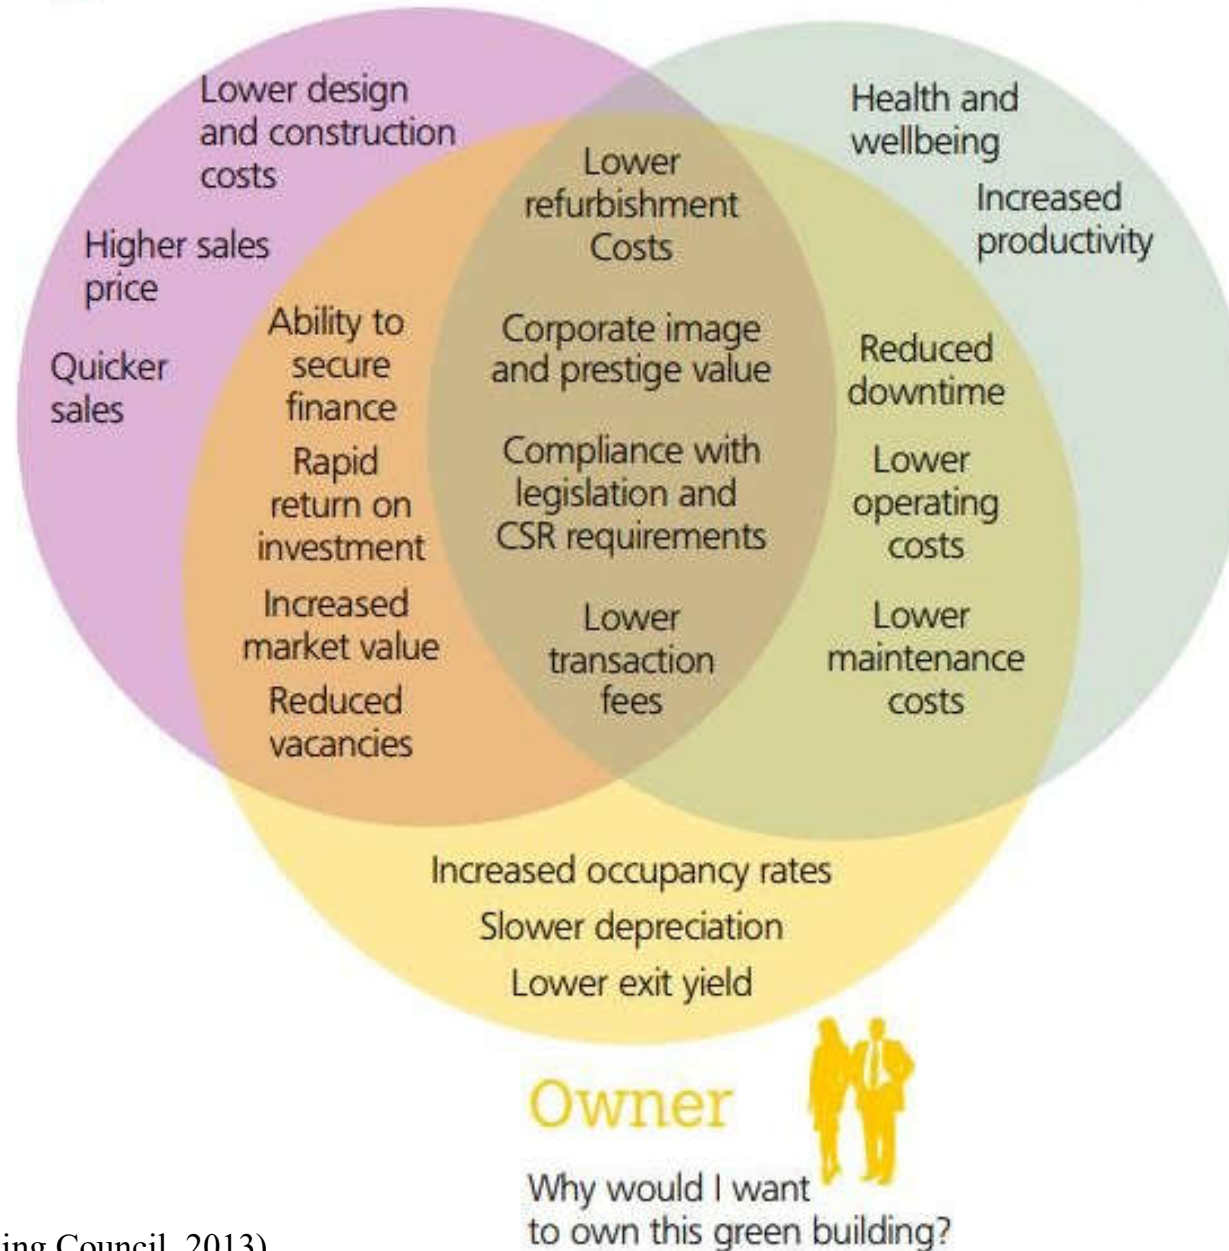 Lower design
and construction
costs
Higher sales
price
Quicker
sales
Ability to
secure
finance
Rapid
return on
investment
Increased
market value
Reduced
vacancies
Lower
refurbishment
Costs
Corporate image
and prestige value
Compliance with
legislation and
CSR requirements
Lower
transaction
fees
Health and
wellbeing
Increased
productivity
Reduced
downtime
Lower
operating
costs
Lower
maintenance
costs
Increased occupancy rates
Slower depreciation
Lower exit yield
Owner
Why would I want
to own this green building?
ing Council, 2013)